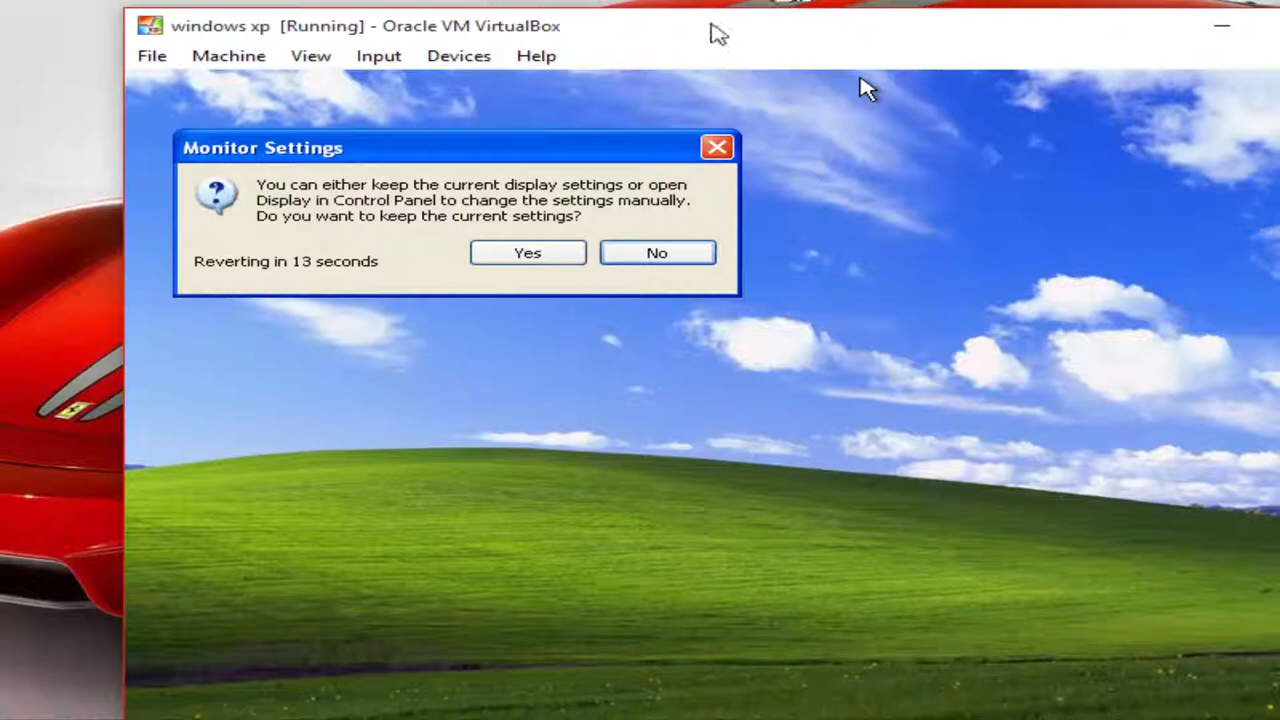 windows xp [Running] - Oracle VM VirtualBox
File Machine View Input Devices Help
Monitor Settings
You can either keep the current display settings or open
Display in Control Panel to change the settings manually.
Do you want to keep the current settings?
Yes No
Reverting in 13 seconds